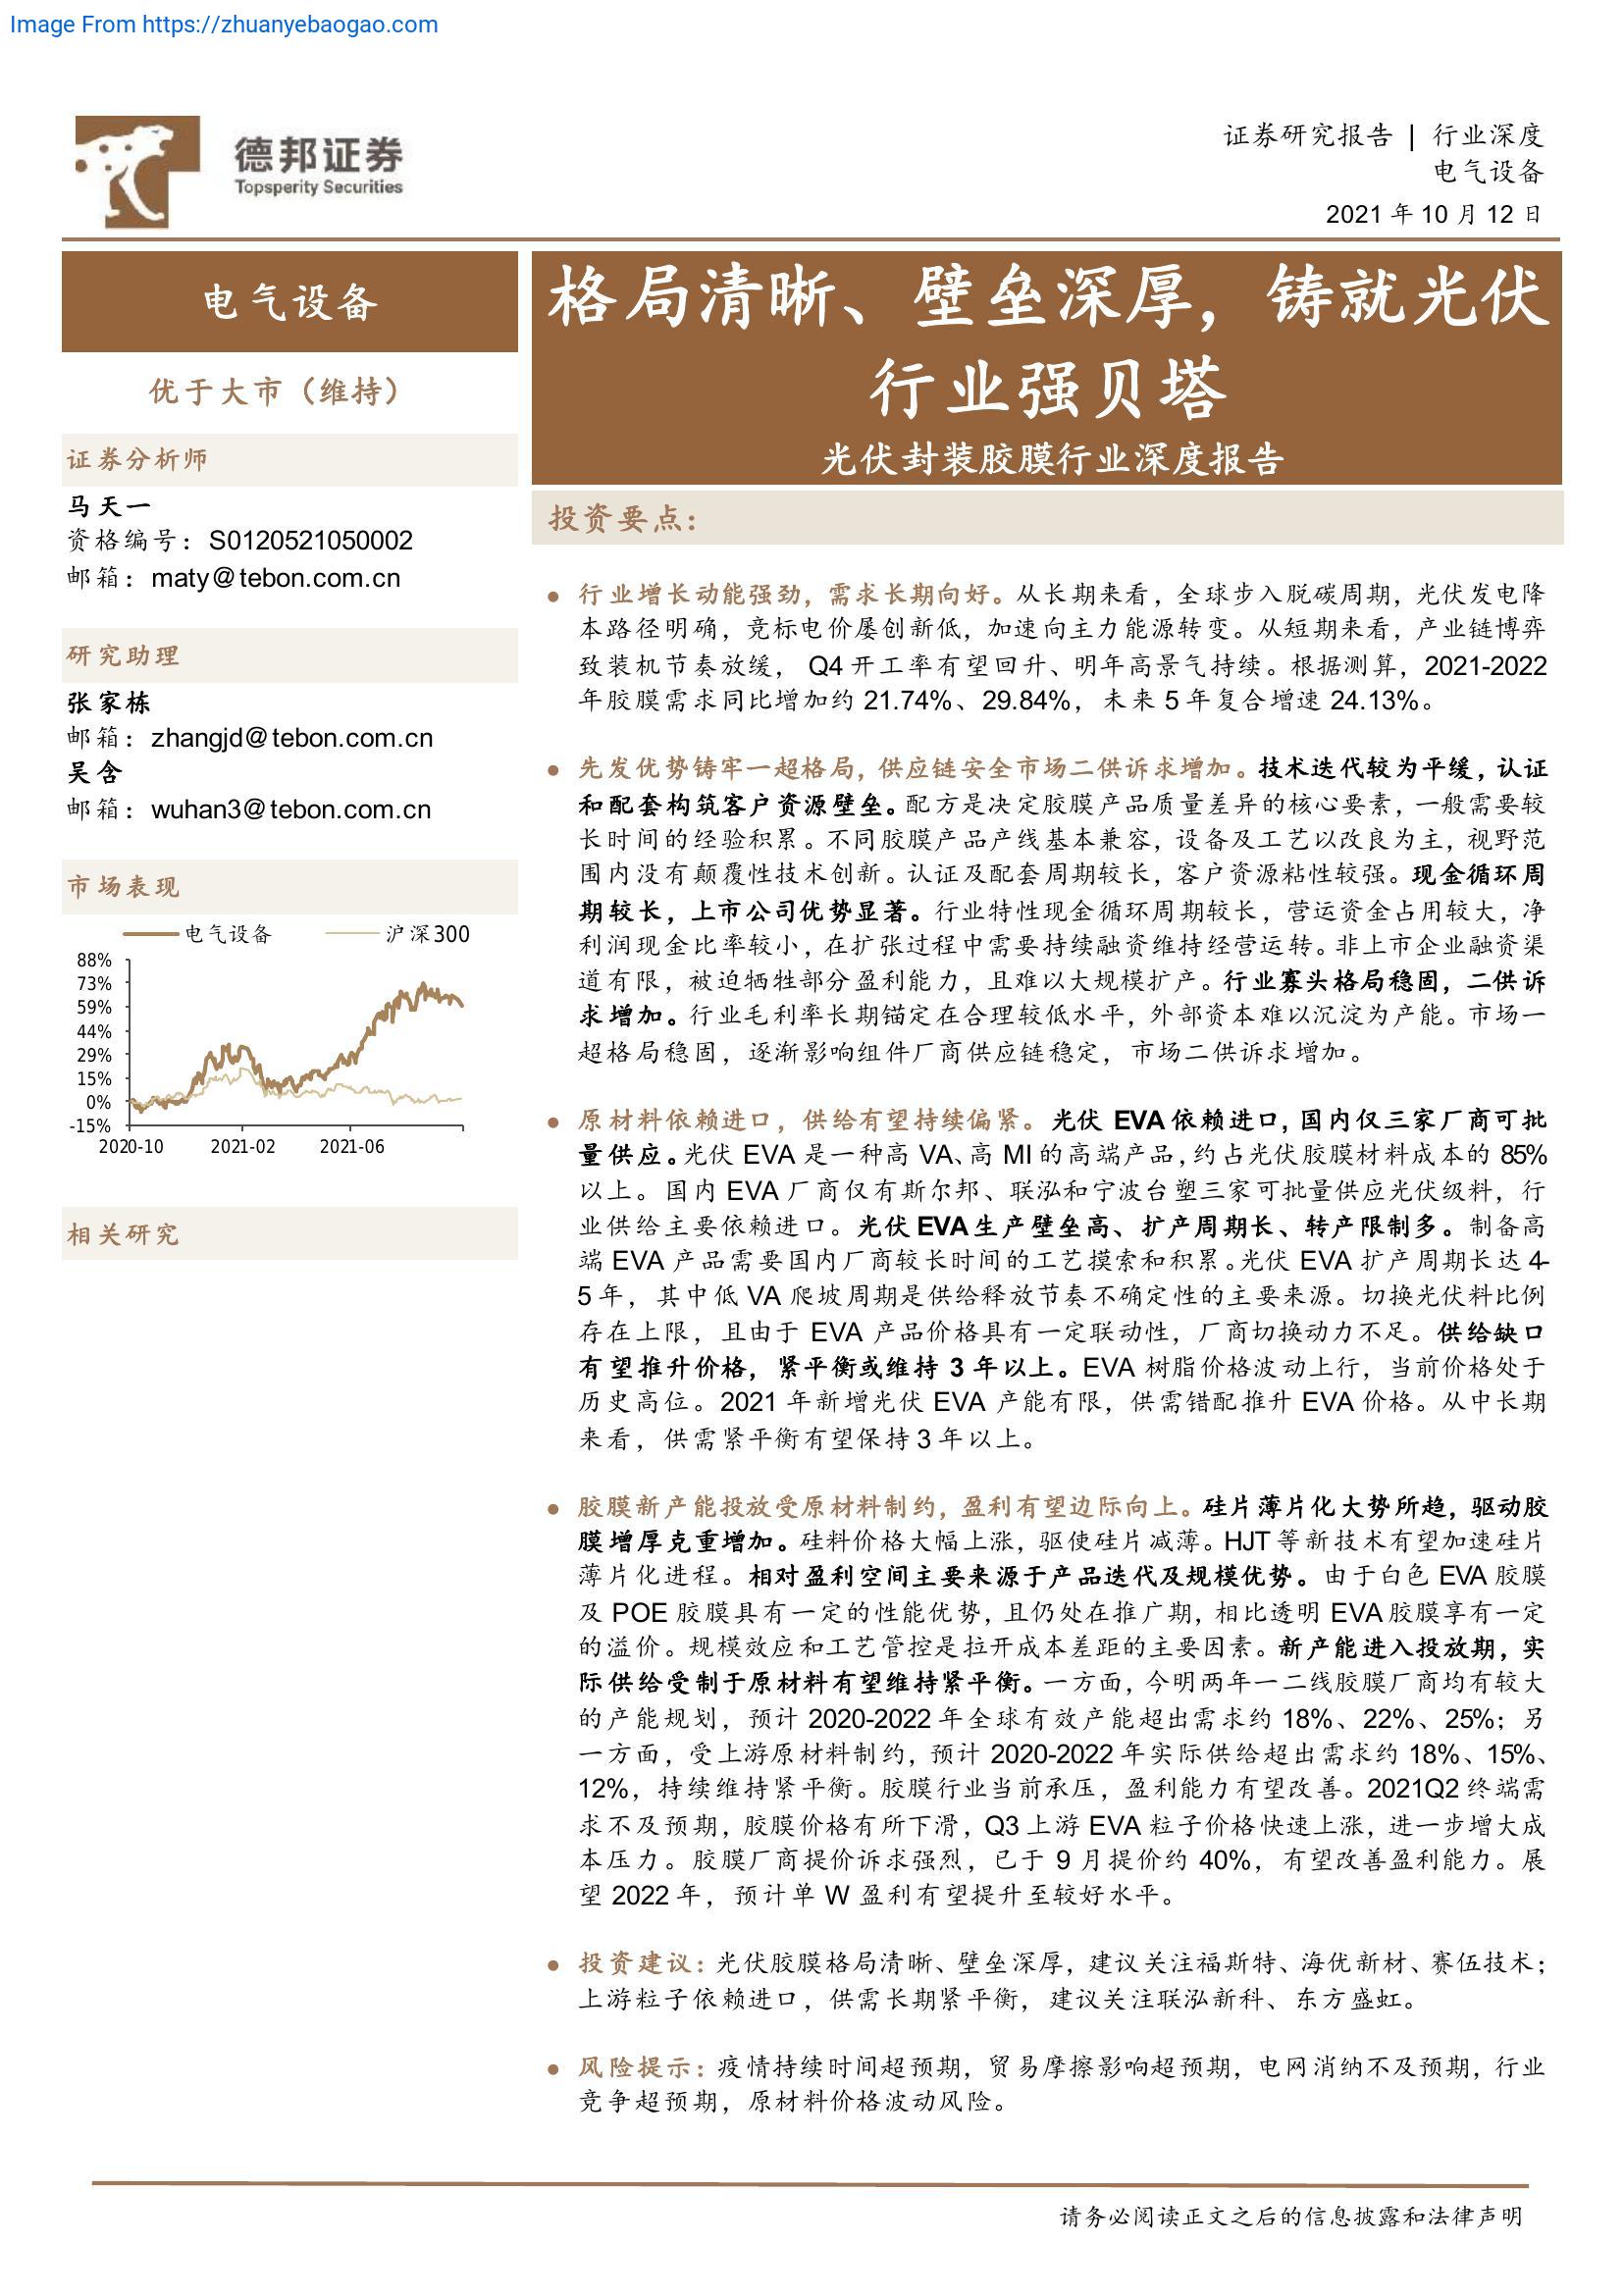 Image From https://zhuanyebaogao.com
德邦证券
Topsperity Securities
证券研究报告 | 行业深度
电气设备
2021 年 10 月 12 日
电气设备
优于大市（维持）
证券分析师
马天一
资格编号：S0120521050002
邮箱：maty@tebon.com.cn
研究助理
张家栋
邮箱：zhangjd@tebon.com.cn
吴含
邮箱：wuhan3@tebon.com.cn
市场表现
电气设备 沪深300
88%
73%
59%
44%
29%
15%
0%
-15%
2020-10 2021-02 2021-06
相关研究
格局清晰、壁垒深厚，铸就光伏
行业强贝塔
光伏封装胶膜行业深度报告
投资要点：
● 行业增长动能强劲，需求长期向好。从长期来看，全球步入脱碳周期，光伏发电降
本路径明确，竞标电价屡创新低，加速向主力能源转变。从短期来看，产业链博弈
致装机节奏放缓， Q4 开工率有望回升、明年高景气持续。根据测算，2021-2022
年胶膜需求同比增加约 21.74%、29.84%，未来 5 年复合增速 24.13%。
● 先发优势铸牢一超格局，供应链安全市场二供诉求增加。技术迭代较为平缓，认证
和配套构筑客户资源壁垒。配方是决定胶膜产品质量差异的核心要素，一般需要较
长时间的经验积累。不同胶膜产品产线基本兼容，设备及工艺以改良为主，视野范
围内没有颠覆性技术创新。认证及配套周期较长，客户资源粘性较强。现金循环周
期较长，上市公司优势显著。行业特性现金循环周期较长，营运资金占用较大，净
利润现金比率较小，在扩张过程中需要持续融资维持经营运转。非上市企业融资渠
道有限，被迫牺牲部分盈利能力，且难以大规模扩产。行业寡头格局稳固，二供诉
求增加。行业毛利率长期锚定在合理较低水平，外部资本难以沉淀为产能。市场一
超格局稳固，逐渐影响组件厂商供应链稳定，市场二供诉求增加。
● 原材料依赖进口，供给有望持续偏紧。光伏 EVA 依赖进口，国内仅三家厂商可批
量供应。光伏 EVA 是一种高 VA、高 MI 的高端产品，约占光伏胶膜材料成本的 85%
以上。国内 EVA 厂商仅有斯尔邦、联泓和宁波台塑三家可批量供应光伏级料，行
业供给主要依赖进口。光伏 EVA 生产壁垒高、扩产周期长、转产限制多。制备高
端 EVA 产品需要国内厂商较长时间的工艺摸索和积累。光伏 EVA 扩产周期长达 4-
5 年，其中低 VA 爬坡周期是供给释放节奏不确定性的主要来源。切换光伏料比例
存在上限，且由于 EVA 产品价格具有一定联动性，厂商切换动力不足。供给缺口
有望推升价格，紧平衡或维持 3 年以上。EVA 树脂价格波动上行，当前价格处于
历史高位。2021 年新增光伏 EVA 产能有限，供需错配推升 EVA 价格。从中长期
来看，供需紧平衡有望保持 3 年以上。
● 胶膜新产能投放受原材料制约，盈利有望边际向上。硅片薄片化大势所趋，驱动胶
膜增厚克重增加。硅料价格大幅上涨，驱使硅片减薄。HJT 等新技术有望加速硅片
薄片化进程。相对盈利空间主要来源于产品迭代及规模优势。由于白色 EVA 胶膜
及 POE 胶膜具有一定的性能优势，且仍处在推广期，相比透明 EVA 胶膜享有一定
的溢价。规模效应和工艺管控是拉开成本差距的主要因素。新产能进入投放期，实
际供给受制于原材料有望维持紧平衡。一方面，今明两年一二线胶膜厂商均有较大
的产能规划，预计 2020-2022 年全球有效产能超出需求约 18%、22%、25%；另
一方面，受上游原材料制约，预计 2020-2022 年实际供给超出需求约 18%、15%、
12%，持续维持紧平衡。胶膜行业当前承压，盈利能力有望改善。2021Q2 终端需
求不及预期，胶膜价格有所下滑，Q3 上游 EVA 粒子价格快速上涨，进一步增大成
本压力。胶膜厂商提价诉求强烈，已于 9 月提价约 40%，有望改善盈利能力。展
望 2022 年，预计单 W 盈利有望提升至较好水平。
● 投资建议：光伏胶膜格局清晰、壁垒深厚，建议关注福斯特、海优新材、赛伍技术；
上游粒子依赖进口，供需长期紧平衡，建议关注联泓新科、东方盛虹。
● 风险提示：疫情持续时间超预期，贸易摩擦影响超预期，电网消纳不及预期，行业
竞争超预期，原材料价格波动风险。
请务必阅读正文之后的信息披露和法律声明